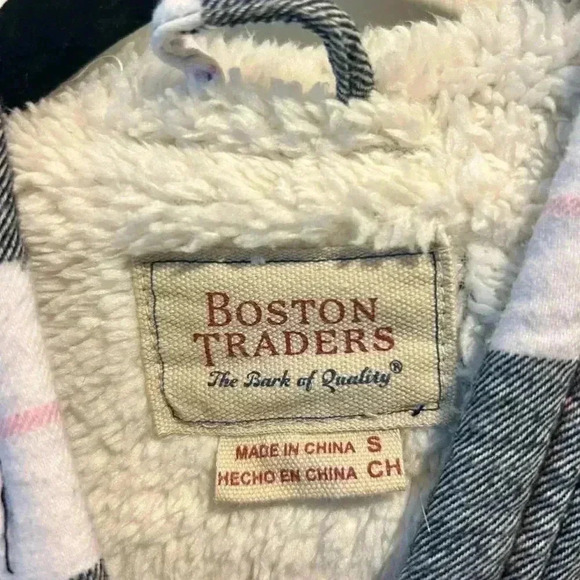 BOSTON
TRADERS
The Bark of Quality®
MADE IN CHINA S
HECHO EN CHINA CH